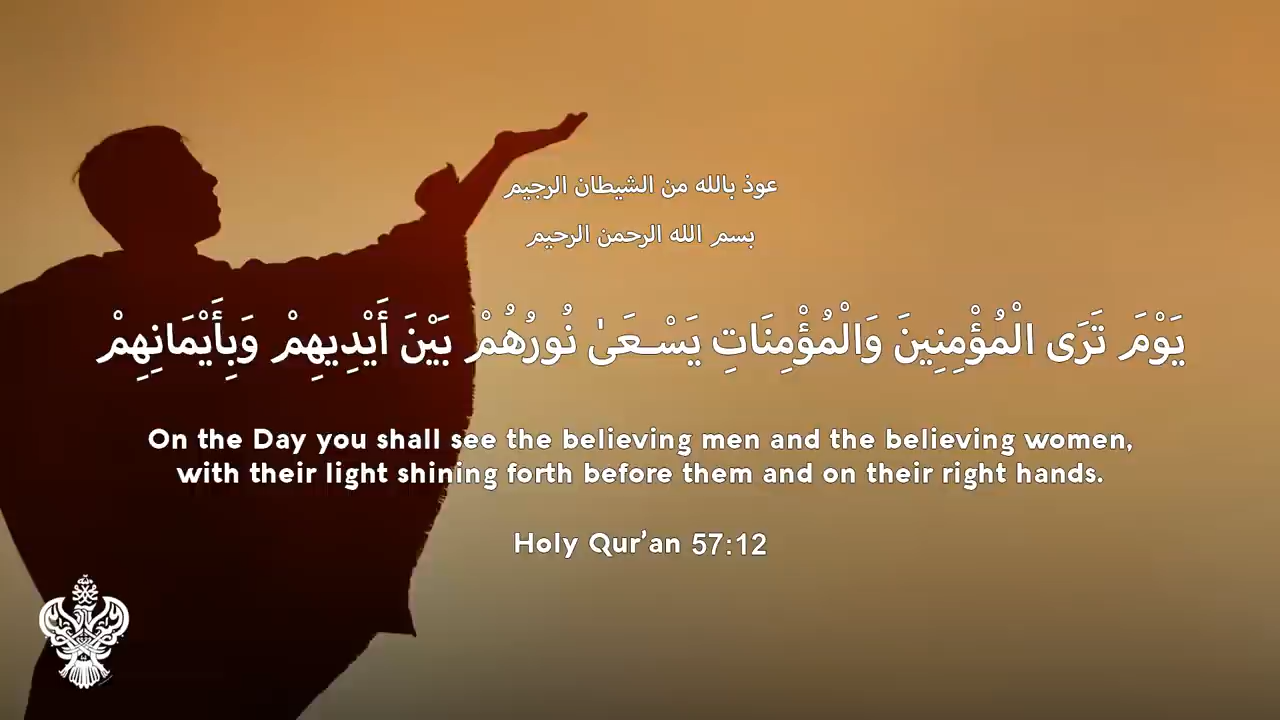 عوذ بالله من الشيطان الرجيم
بسم الله الرحمن الرحيم
يَوْمَ تَرَى الْمُؤْمِنِينَ وَالْمُؤْمِنَاتِ يَسْعَىٰ نُورُهُمْ بَيْنَ أَيْدِيهِمْ وَبِأَيْمَانِهِمْ
On the Day you shall see the believing men and the believing women,
with their light shining forth before them and on their right hands.
Holy Qur'an 57:12